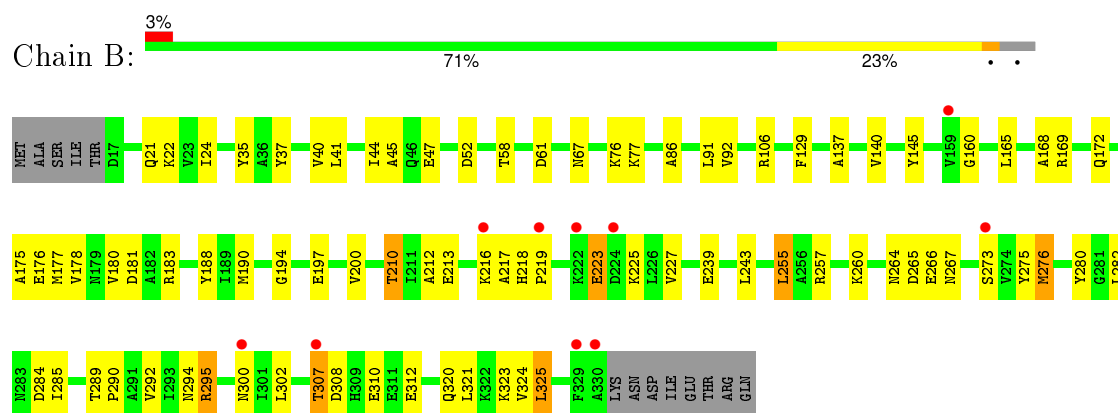 3%
Chain B:
71% 23% • •
MET ALA SER ILE THR D17 Q21 K22 V23 I24 Y35 A36 Y37 V40 L41 I44 A45 Q46 E47 D52 T58 D61 N67 K76 K77 A86 L91 V92 R106 F129 A137 V140 Y145 V159 G160 L165 A168 R169 Q172
A175 E176 M177 V178 N179 V180 D181 A182 R183 Y188 I189 M190 G194 E197 V200 T210 I211 A212 E213 K216 A217 H218 P219 K222 E223 D224 K225 L226 V227 E239 L243 L255 A256 R257 K260 N264 D265 E266 N267 S273 V274 Y275 M276 Y280 G281 L282
N283 D284 I285 T289 P290 A291 V292 I293 N294 R295 N300 I301 L302 T307 D308 H309 E310 E311 E312 Q320 L321 K322 K323 V324 L325 F329 A330 LYS ASN ASP ILE GLU THR ARG GLN